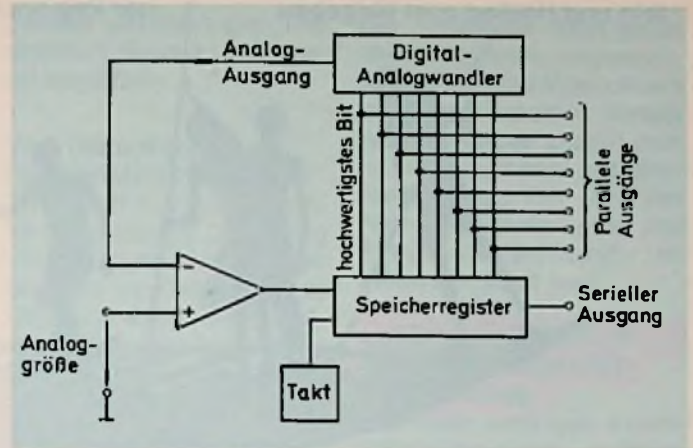 Analog-
Ausgang
Digital-
Analogwandler
hochwertigstes Bit
Parallele
Ausgänge
-
+
Analog-
größe
Speicherregister
Serieller
Ausgang
Takt